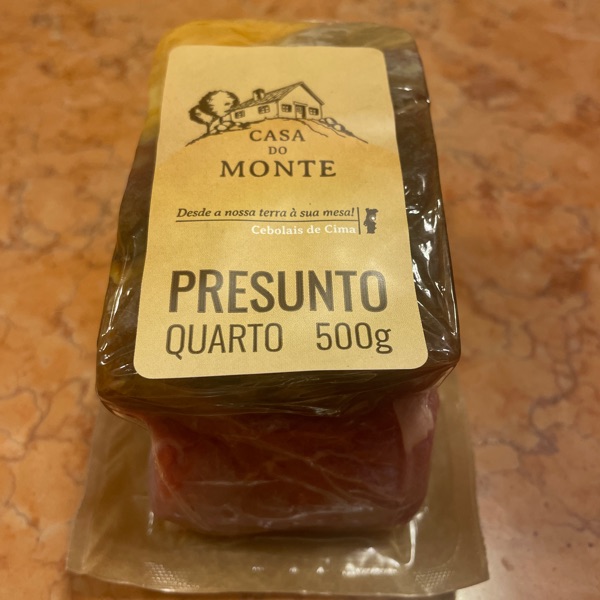 CASA
DO
MONTE
Desde a nossa terra à sua mesa!
Cebolais de Cima
PRESUNTO
QUARTO 500g